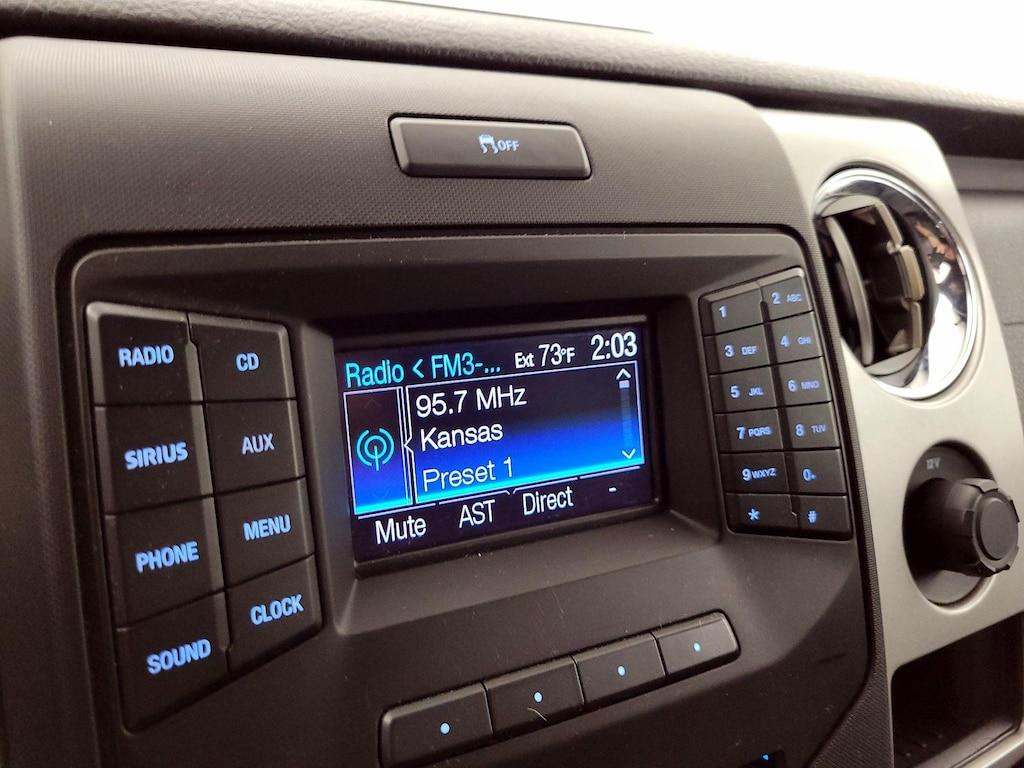 OFF
RADIO
CD
SIRIUS
AUX
PHONE
MENU
SOUND
CLOCK
Radio < FM3-... Ext 73°F 2:03
95.7 MHz
Kansas
Preset 1
Mute AST Direct -
1 2 ABC
3 DEF 4 GHI
5 JKL 6 MNO
7 PQRS 8 TUV
9 WXYZ 0+
* #
12V